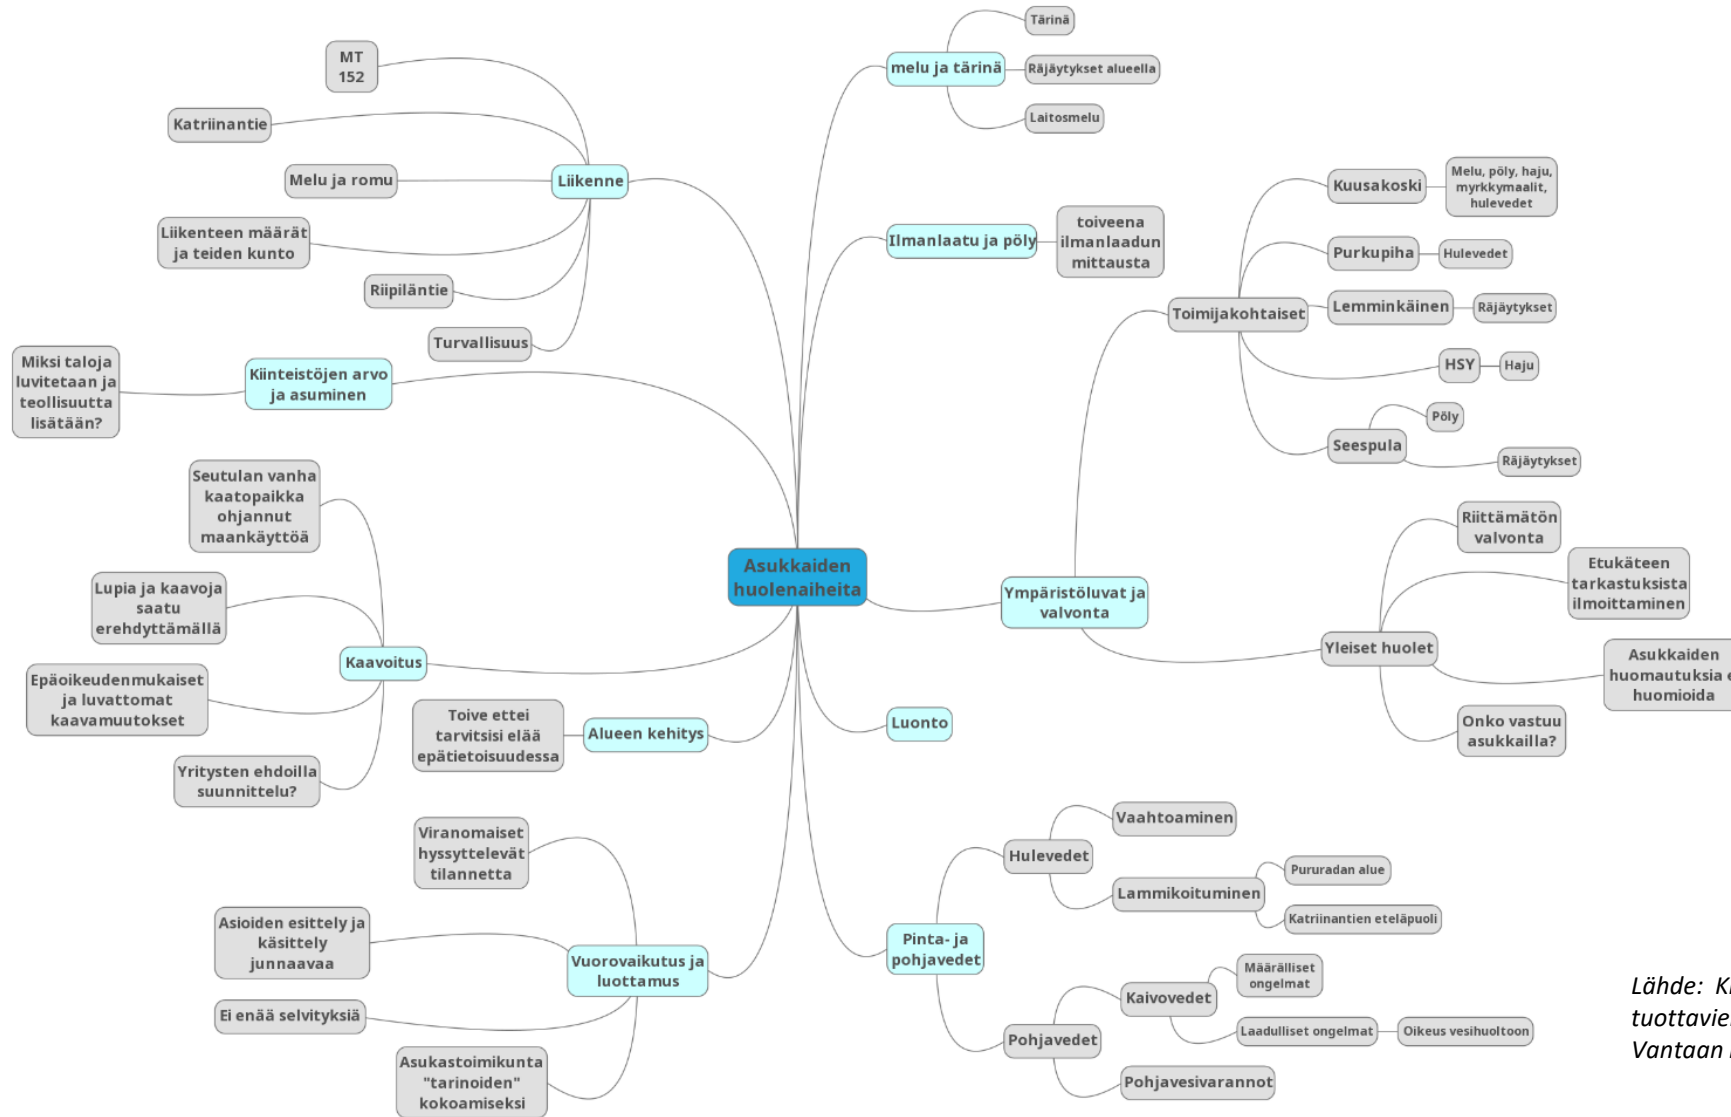 Asukkaiden
huolenaiheita
Liikenne
MT
152
Katriinantie
Melu ja romu
Liikenteen määrät
ja teiden kunto
Riipiläntie
Turvallisuus
Kiinteistöjen arvo
ja asuminen
Miksi taloja
luvitetaan ja
teollisuutta
lisätään?
Kaavoitus
Seutulan vanha
kaatopaikka
ohjannut
maankäyttöä
Lupia ja kaavoja
saatu
erehdyttämällä
Epäoikeudenmukaiset
ja luvattomat
kaavamuutokset
Yritysten ehdoilla
suunnittelu?
Alueen kehitys
Toive ettei
tarvitsisi elää
epätietoisuudessa
Vuorovaikutus ja
luottamus
Viranomaiset
hyssyttelevät
tilannetta
Asioiden esittely ja
käsittely
junnaavaa
Ei enää selvityksiä
Asukastoimikunta
"tarinoiden"
kokoamiseksi
melu ja tärinä
Tärinä
Räjäytykset alueella
Laitosmelu
Ilmanlaatu ja pöly
toiveena
ilmanlaadun
mittausta
Ympäristöluvat ja
valvonta
Toimijakohtaiset
Kuusakoski
Melu, pöly, haju,
myrkkymaalit,
hulevedet
Purkupiha
Hulevedet
Lemminkäinen
Räjäytykset
HSY
Haju
Seespula
Pöly
Räjäytykset
Yleiset huolet
Riittämätön
valvonta
Etukäteen
tarkastuksista
ilmoittaminen
Asukkaiden
huomautuksia
huomioida
Onko vastuu
asukkailla?
Luonto
Pinta- ja
pohjavedet
Hulevedet
Vaahtoaminen
Lammikoituminen
Pururadan alue
Katriinantien eteläpuoli
Pohjavedet
Kaivovedet
Määrälliset
ongelmat
Laadulliset ongelmat
Oikeus vesihuoltoon
Pohjavesivarannot
Lähde:
Vantaan